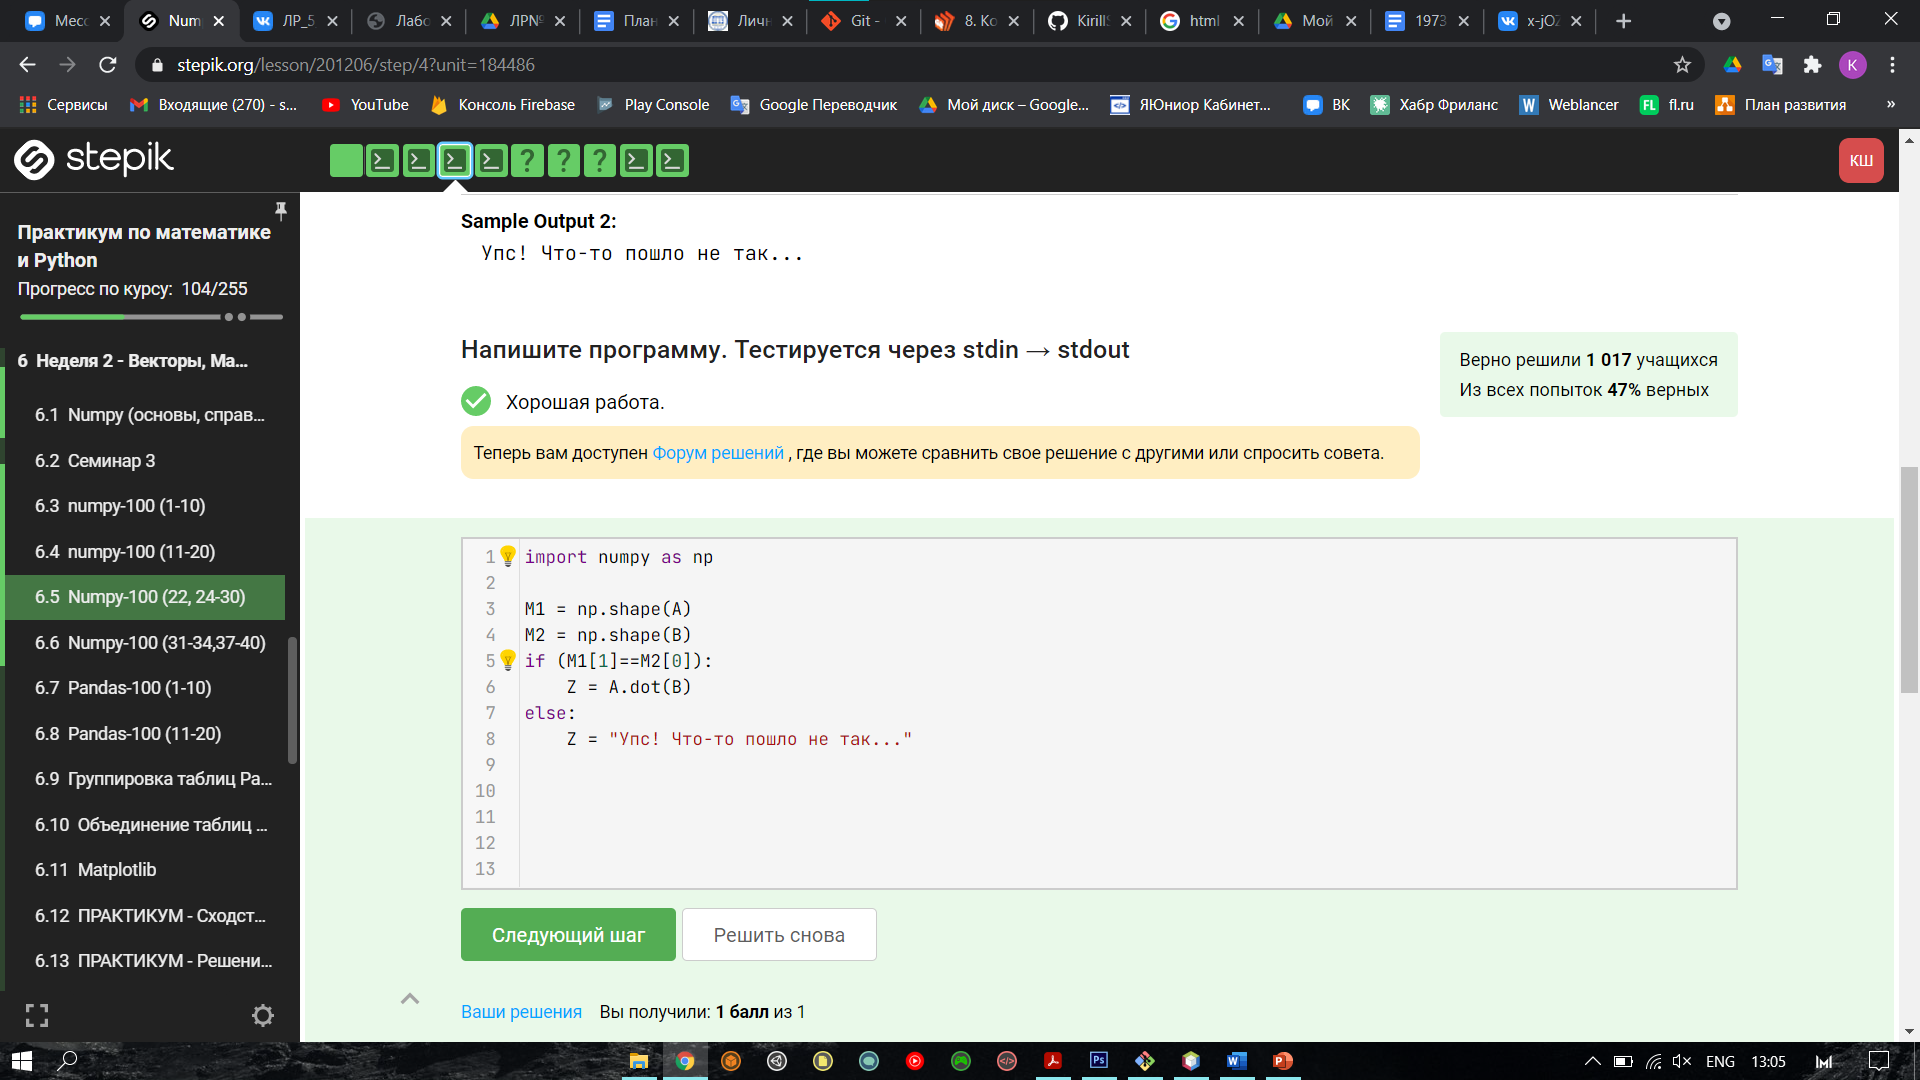 Месс
Num
ЛР_5
Лабо
ЛР№
План
Личн
Git -
8. Ко
Kirill
html
Мой
1973
x-jO
stepik.org/lesson/201206/step/4?unit=184486
K
Сервисы
Входящие (270) - s...
YouTube
Консоль Firebase
Play Console
Google Переводчик
Мой диск – Google...
ЯЮниор Кабинет...
ВК
Хабр Фриланс
Weblancer
FL fl.ru
План развития
»
stepik
КШ
Практикум по математике
и Python
Прогресс по курсу: 104/255
6 Неделя 2 - Векторы, Ма...
6.1 Numpy (основы, справ...
6.2 Семинар 3
6.3 numpy-100 (1-10)
6.4 numpy-100 (11-20)
6.5 Numpy-100 (22, 24-30)
6.6 Numpy-100 (31-34,37-40)
6.7 Pandas-100 (1-10)
6.8 Pandas-100 (11-20)
6.9 Группировка таблиц Pa...
6.10 Объединение таблиц ...
6.11 Matplotlib
6.12 ПРАКТИКУМ - Сходст...
6.13 ПРАКТИКУМ - Решени...
Sample Output 2:
Упс! Что-то пошло не так...
Напишите программу. Тестируется через stdin → stdout
Верно решили 1 017 учащихся
Из всех попыток 47% верных
Хорошая работа.
Теперь вам доступен Форум решений , где вы можете сравнить свое решение с другими или спросить совета.
1 import numpy as np
2
3 M1 = np.shape(A)
4 M2 = np.shape(B)
5 if (M1[1]==M2[0]):
6     Z = A.dot(B)
7 else:
8     Z = "Упс! Что-то пошло не так..."
9
10
11
12
13
Следующий шаг
Решить снова
Ваши решения Вы получили: 1 балл из 1
ENG
13:05